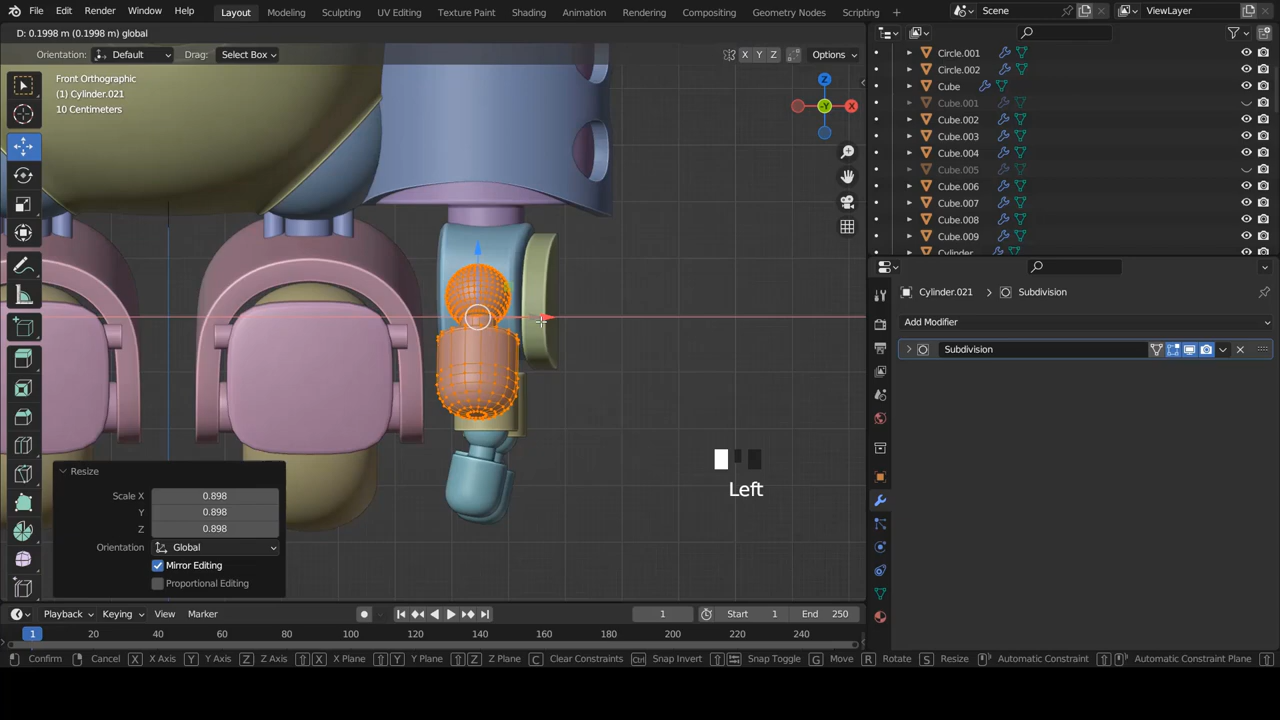 File Edit Render Window Help Layout Modeling Sculpting UV Editing Texture Paint Shading Animation Rendering Compositing Geometry Nodes Scripting Scene ViewLayer
D: 0.1998 m (0.1998 m) global
Orientation: Default Drag: Select Box X Y Z Options
Front Orthographic
(1) Cylinder.021
10 Centimeters
Z
-Y
X
Circle.001
Circle.002
Cube
Cube.001
Cube.002
Cube.003
Cube.004
Cube.005
Cube.006
Cube.007
Cube.008
Cube.009
Cylinder
Cylinder.021 > Subdivision
Add Modifier
Subdivision
Left
Resize
Scale X 0.898
Y 0.898
Z 0.898
Orientation Global
Mirror Editing
Proportional Editing
Playback Keying View Marker 1 Start 1 End 250
1 20 40 60 80 100 120 140 160 180 200 220 240
Confirm Cancel X X Axis Y Y Axis Z Z Axis X X Plane Y Y Plane Z Z Plane C Clear Constraints Snap Invert Snap Toggle G Move R Rotate S Resize Automatic Constraint Automatic Constraint Plane